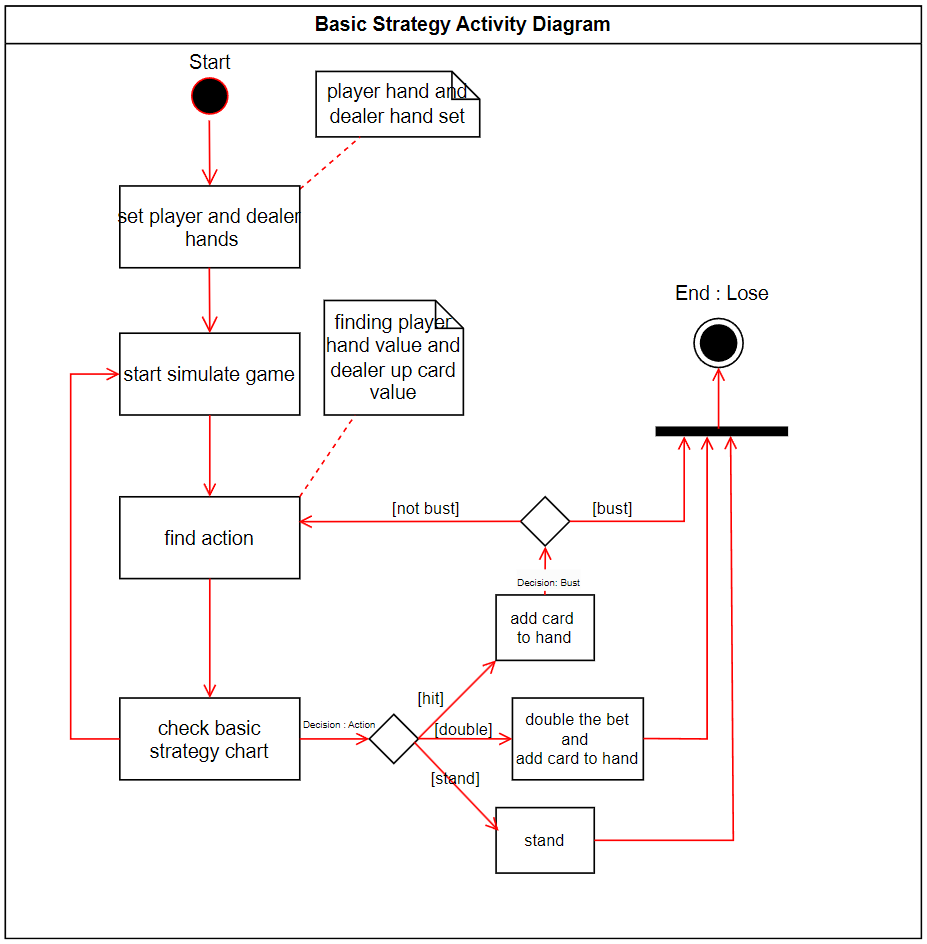 Basic Strategy Activity Diagram
Start
player hand and
dealer hand set
set player and dealer
hands
End : Lose
finding player
hand value and
dealer up card
value
start simulate game
[not bust]
[bust]
find action
Decision: Bust
add card
to hand
[hit]
check basic
strategy chart
Decision : Action
[double]
double the bet
and
add card to hand
[stand]
stand